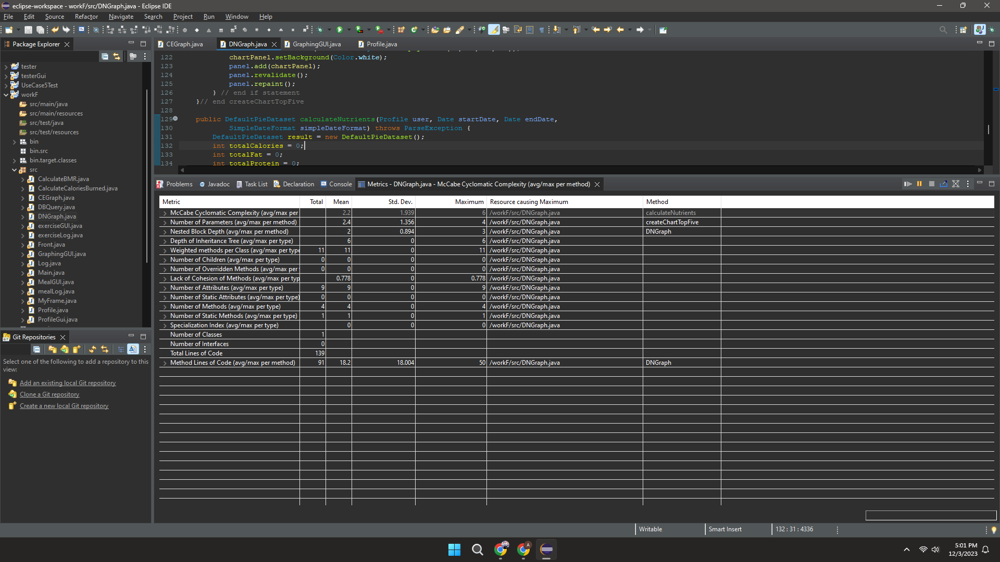 eclipse-workspace - workF/src/DNGraph.java - Eclipse IDE
File Edit Source Refactor Navigate Search Project Run Window Help
Package Explorer
tester
testerGui
UseCase5Test
workF
src/main/java
src/main/resources
src/test/java
src/test/resources
bin
bin.src
bin.target.classes
src
CalculateBMR.java
CalculateCaloriesBurned.java
CEGraph.java
DBQuery.java
DNGraph.java
exerciseGUI.java
exerciseLog.java
Front.java
GraphingGUI.java
Log.java
Main.java
MealGUI.java
mealLog.java
MyFrame.java
Profile.java
ProfileGui.java
Git Repositories
Select one of the following to add a repository to this
view:
Add an existing local Git repository
Clone a Git repository
Create a new local Git repository
CEGraph.java DNGraph.java GraphingGUI.java Profile.java
122 chartPanel.setBackground(Color.white);
123 panel.add(chartPanel);
124 panel.revalidate();
125 panel.repaint();
126 } // end if statement
127 }// end createChartTopFive
128
129 public DefaultPieDataset calculateNutrients(Profile user, Date startDate, Date endDate,
130 SimpleDateFormat simpleDateFormat) throws ParseException {
131 DefaultPieDataset result = new DefaultPieDataset();
132 int totalCalories = 0;
133 int totalFat = 0;
134 int totalProtein = 0;
Problems Javadoc Task List Declaration Console Metrics - DNGraph.java - McCabe Cyclomatic Complexity (avg/max per method)
Metric Total Mean Std. Dev. Maximum Resource causing Maximum Method
McCabe Cyclomatic Complexity (avg/max per 2.2 1.939 6 /workF/src/DNGraph.java calculateNutrients
Number of Parameters (avg/max per method) 2.4 1.356 4 /workF/src/DNGraph.java createChartTopFive
Nested Block Depth (avg/max per method) 2 0.894 3 /workF/src/DNGraph.java DNGraph
Depth of Inheritance Tree (avg/max per type) 6 0 6 /workF/src/DNGraph.java
Weighted methods per Class (avg/max per type 11 11 0 11 /workF/src/DNGraph.java
Number of Children (avg/max per type) 0 0 0 0 /workF/src/DNGraph.java
Number of Overridden Methods (avg/max per 0 0 0 0 /workF/src/DNGraph.java
Lack of Cohesion of Methods (avg/max per typ 0.778 0 0.778 /workF/src/DNGraph.java
Number of Attributes (avg/max per type) 9 9 0 9 /workF/src/DNGraph.java
Number of Static Attributes (avg/max per type) 0 0 0 0 /workF/src/DNGraph.java
Number of Methods (avg/max per type) 4 4 0 4 /workF/src/DNGraph.java
Number of Static Methods (avg/max per type) 1 1 0 1 /workF/src/DNGraph.java
Specialization Index (avg/max per type) 0 0 0 /workF/src/DNGraph.java
Number of Classes 1
Number of Interfaces 0
Total Lines of Code 139
Method Lines of Code (avg/max per method) 91 18.2 18.004 50 /workF/src/DNGraph.java DNGraph
Writable Smart Insert 132 : 31 : 4336
A
5:01 PM
12/3/2023